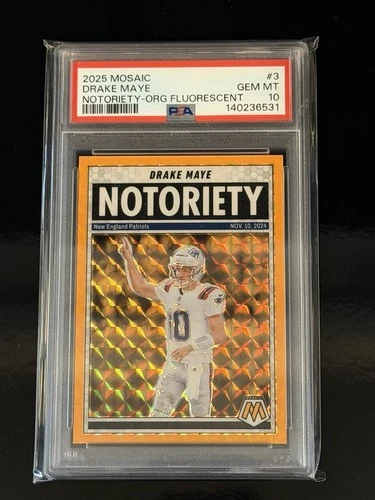 2025 MOSAIC #3
DRAKE MAYE GEM MT
NOTORIETY-ORG FLUORESCENT 10
PSA 140236531
DRAKE MAYE
NOTORIETY
New England Patriots NOV. 10, 2024
0
M